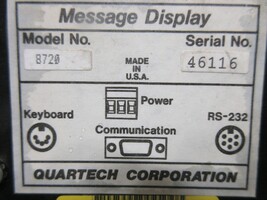 Message Display
Model No. Serial No.
8720 MADE IN U.S.A. 46116
Power
Keyboard Communication RS-232
QUARTECH CORPORATION